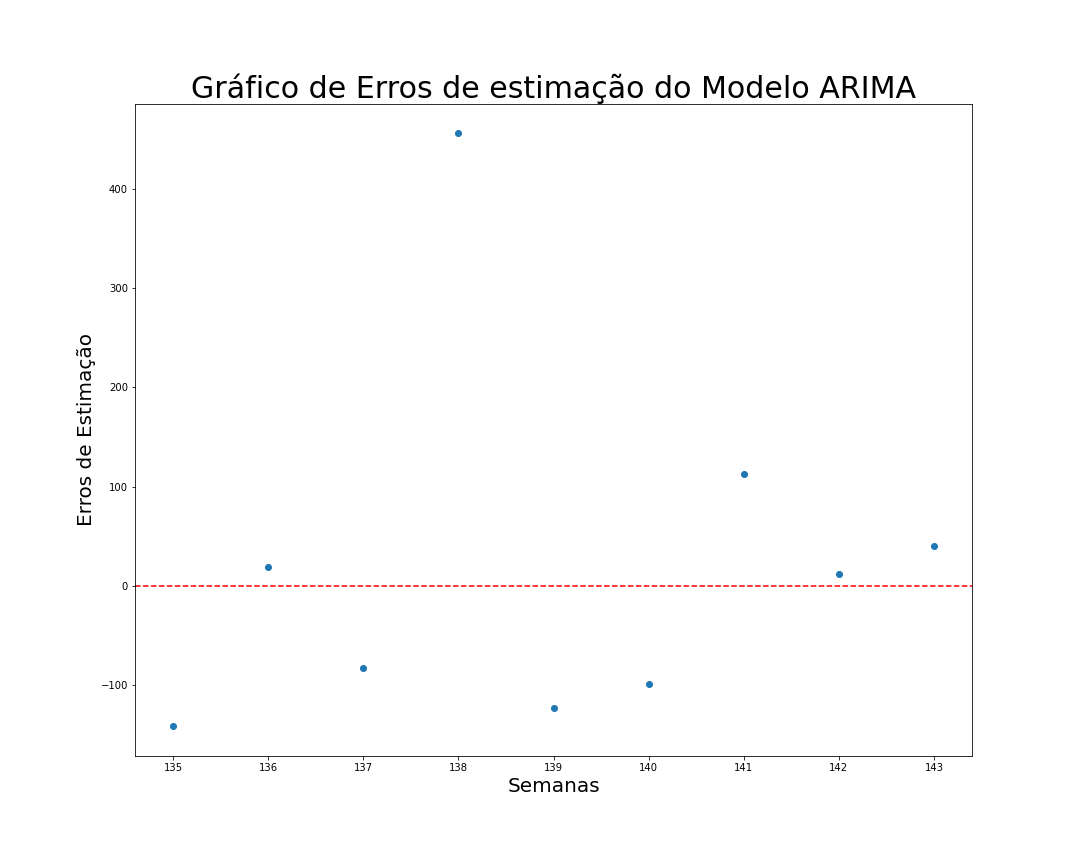 Gráfico de Erros de estimação do Modelo ARIMA
Erros de Estimação
400
300
200
100
0
−100
135 136 137 138 139 140 141 142 143
Semanas